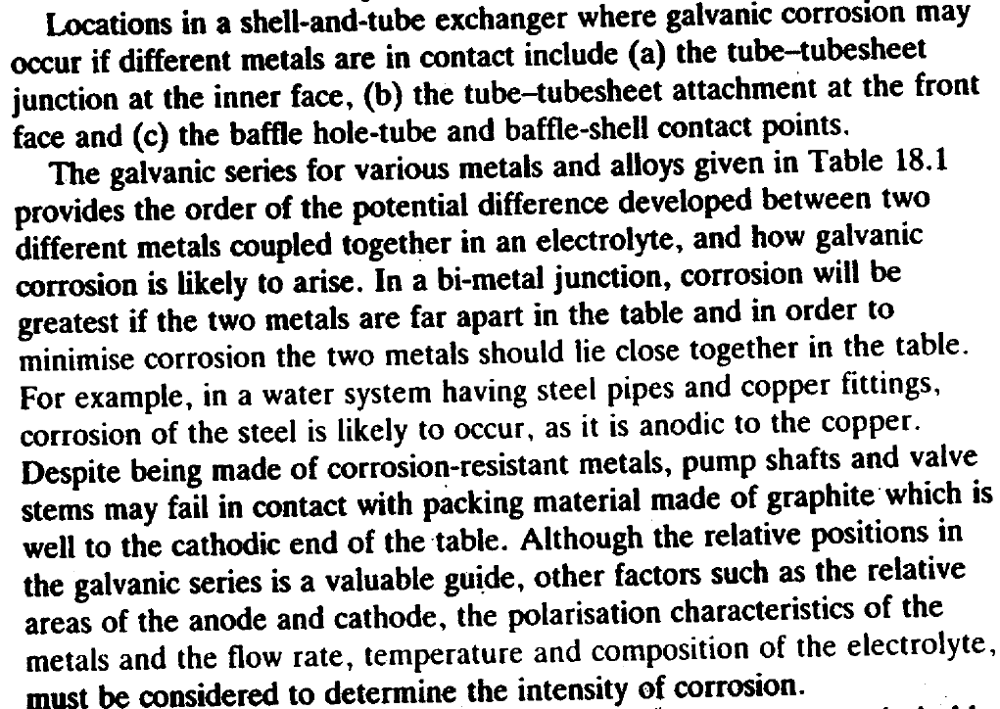 Locations in a shell-and-tube exchanger where galvanic corrosion may
occur if different metals are in contact include (a) the tube–tubesheet
junction at the inner face, (b) the tube–tubesheet attachment at the front
face and (c) the baffle hole-tube and baffle-shell contact points.
The galvanic series for various metals and alloys given in Table 18.1
provides the order of the potential difference developed between two
different metals coupled together in an electrolyte, and how galvanic
corrosion is likely to arise. In a bi-metal junction, corrosion will be
greatest if the two metals are far apart in the table and in order to
minimise corrosion the two metals should lie close together in the table.
For example, in a water system having steel pipes and copper fittings,
corrosion of the steel is likely to occur, as it is anodic to the copper.
Despite being made of corrosion-resistant metals, pump shafts and valve
stems may fail in contact with packing material made of graphite which is
well to the cathodic end of the table. Although the relative positions in
the galvanic series is a valuable guide, other factors such as the relative
areas of the anode and cathode, the polarisation characteristics of the
metals and the flow rate, temperature and composition of the electrolyte,
must be considered to determine the intensity of corrosion.